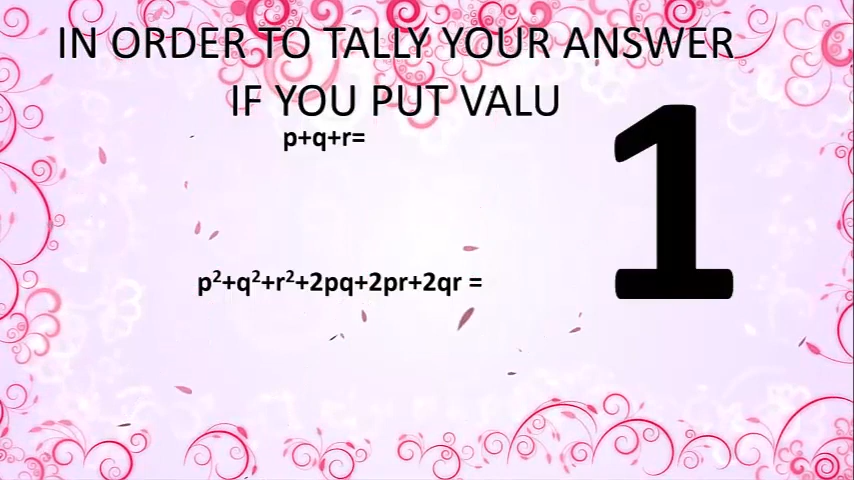 IN ORDER TO TALLY YOUR ANSWER
IF YOU PUT VALU
p+q+r=
1
p²+q²+r²+2pq+2pr+2qr =